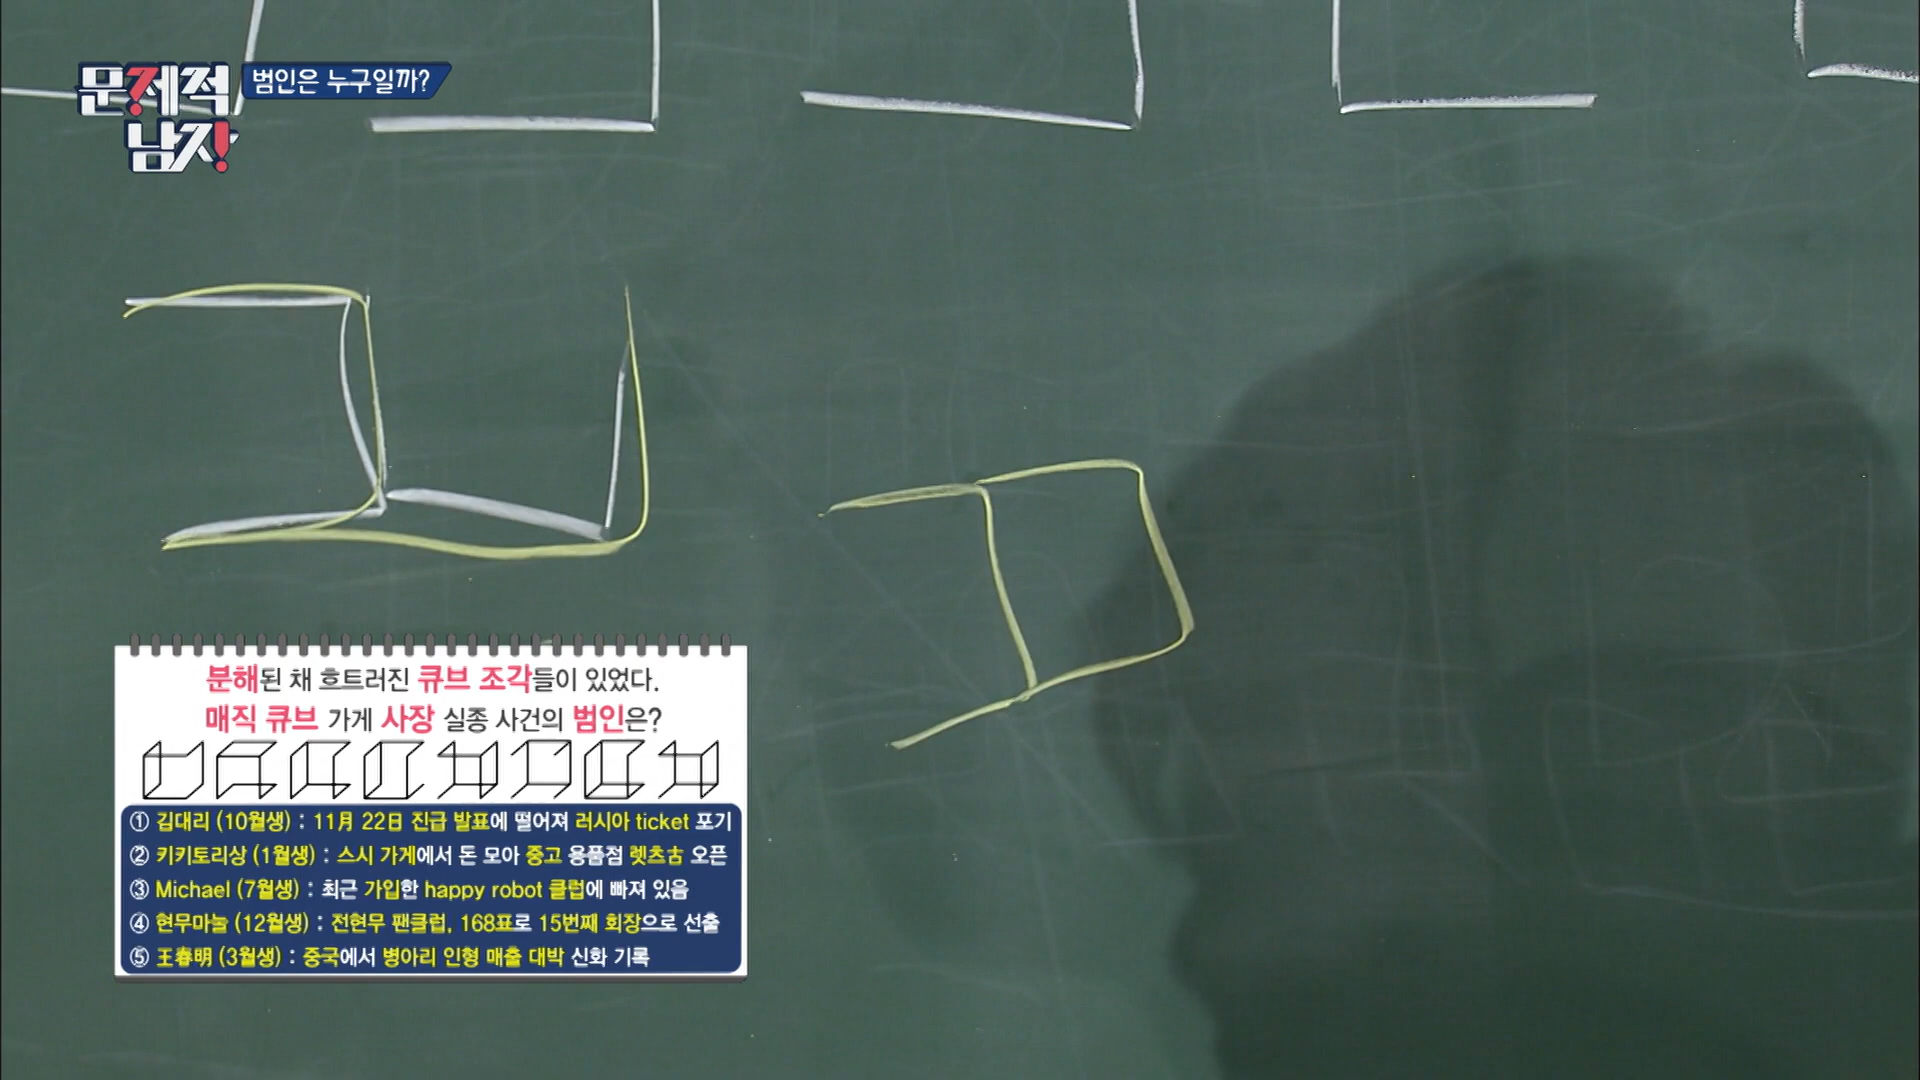 문제적 남자
범인은 누구일까?
분해된 채 흐트러진 큐브 조각들이 있었다.
매직 큐브 가게 사장 실종 사건의 범인은?
① 김대리 (10월생) : 11月 22日 진급 발표에 떨어져 러시아 ticket 포기
② 키키토리상 (1월생) : 스시 가게에서 돈 모아 중고 용품점 렛츠古 오픈
③ Michael (7월생) : 최근 가입한 happy robot 클럽에 빠져 있음
④ 현무마눌 (12월생) : 전현무 팬클럽, 168표로 15번째 회장으로 선출
⑤ 王春明 (3월생) : 중국에서 병아리 인형 매출 대박 신화 기록